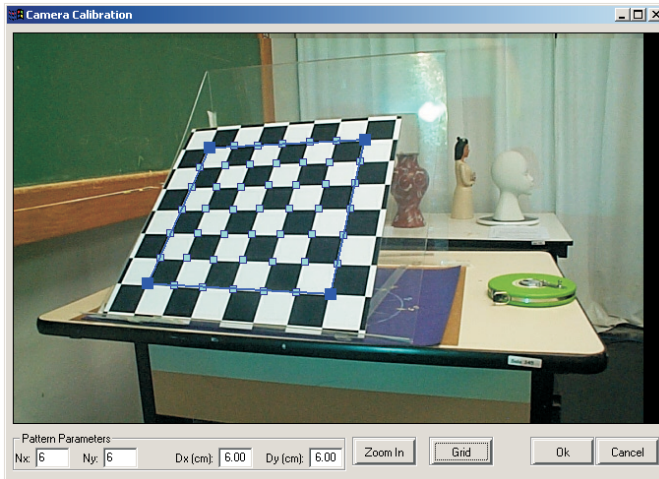 Camera Calibration
Pattern Parameters
Nx: 6 Ny: 6 Dx (cm): 6.00 Dy (cm): 6.00 Zoom In Grid Ok Cancel